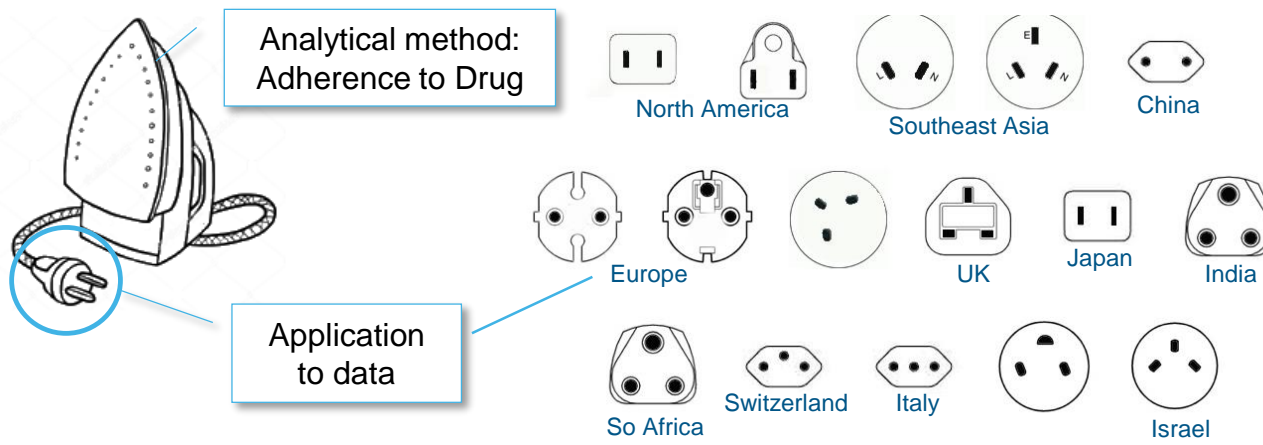 Analytical method:
Adherence to Drug
North America
L N
E
L N
Southeast Asia
China
Europe
UK
Japan
India
Application
to data
So Africa
Switzerland
Italy
Israel